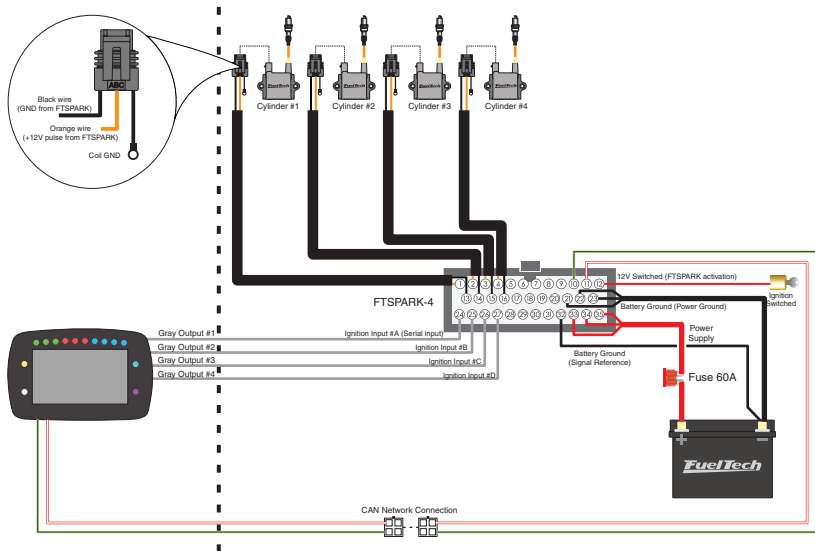 ABC
Black wire
(GND from FTSPARK)
Orange wire
(+12V pulse from FTSPARK)
Coil GND
FuelTech
FuelTech
FuelTech
FuelTech
Cylinder #1
Cylinder #2
Cylinder #3
Cylinder #4
FTSPARK-4
1 2 3 4 5 6 7 8 9 10 11 12
13 14 15 16 17 18 19 20 21 22 23
24 25 26 27 28 29 30 31 32 33 34 35
12V Switched (FTSPARK activation)
Ignition
Switched
Battery Ground (Power Ground)
Gray Output #1
Ignition Input #A (Serial input)
Gray Output #2
Ignition Input #B
Gray Output #3
Ignition Input #C
Gray Output #4
Ignition Input #D
Power
Supply
Battery Ground
(Signal Reference)
Fuse 60A
+ −
FuelTech
CAN Network Connection